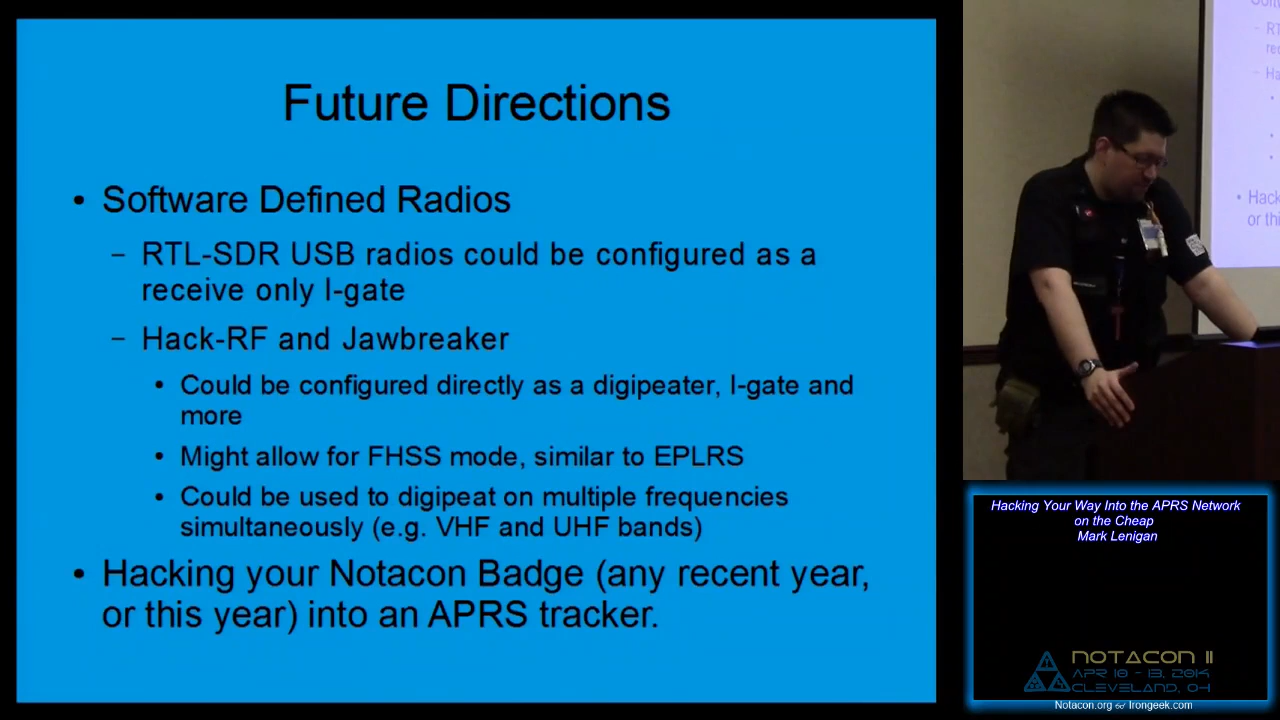 Future Directions
• Software Defined Radios
– RTL-SDR USB radios could be configured as a
receive only I-gate
– Hack-RF and Jawbreaker
• Could be configured directly as a digipeater, I-gate and
more
• Might allow for FHSS mode, similar to EPLRS
• Could be used to digipeat on multiple frequencies
simultaneously (e.g. VHF and UHF bands)
• Hacking your Notacon Badge (any recent year,
or this year) into an APRS tracker.
Hacking Your Way Into the APRS Network
on the Cheap
Mark Lenigan
NOTACON 11
APR 10 - 13, 2014
CLEVELAND, OH
Notacon.org & Irongeek.com